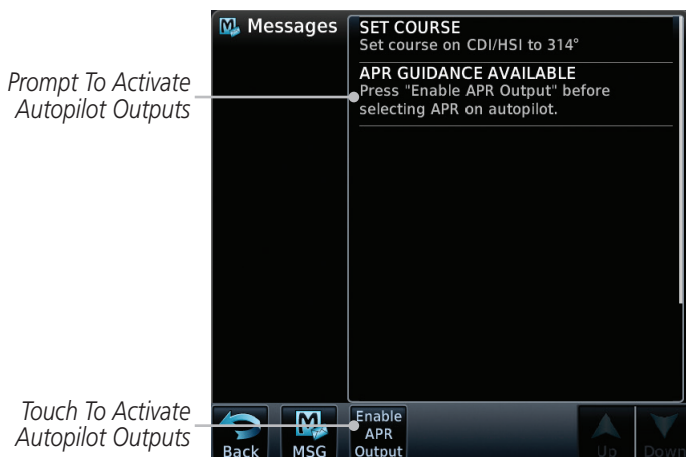 Messages
SET COURSE
Set course on CDI/HSI to 314°
APR GUIDANCE AVAILABLE
Press "Enable APR Output" before
selecting APR on autopilot.
Prompt To Activate
Autopilot Outputs
Touch To Activate
Autopilot Outputs
Back
MSG
Enable
APR
Output
Up
Down